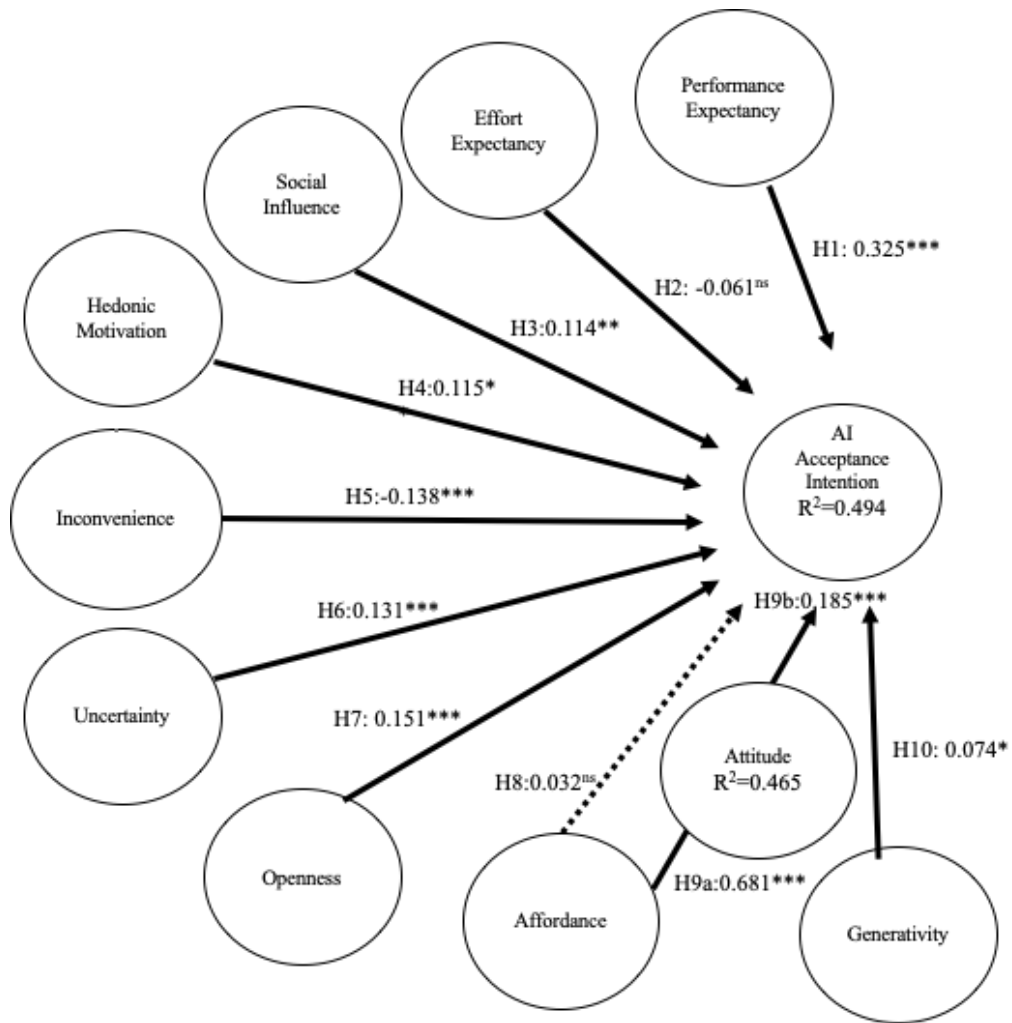 Performance
Expectancy
Effort
Expectancy
Social
Influence
H1: 0.325***
H2: -0.061ns
Hedonic
Motivation
H3:0.114**
H4:0.115*
AI
Acceptance
Intention
R2=0.494
Inconvenience
H5:-0.138***
H6:0.131***
H9b:0.185***
Uncertainty
H7: 0.151***
Attitude
R2=0.465
H10: 0.074*
H8:0.032ns
Openness
H9a:0.681***
Affordance
Generativity